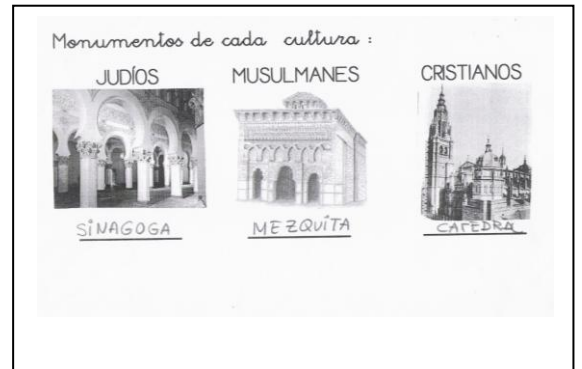 Monumentos de cada cultura :
JUDÍOS MUSULMANES CRISTIANOS
SiNAGOGA MEZQUiTA CATEDRA